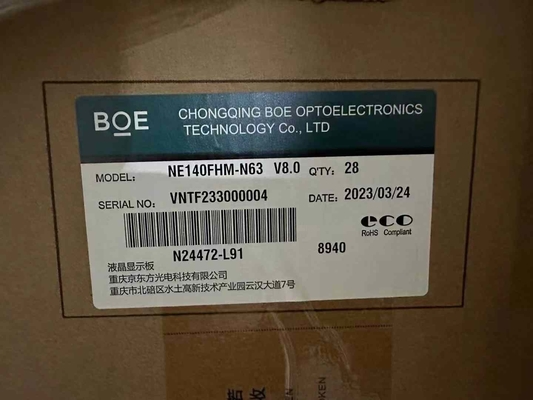 BOE
CHONGQING BOE OPTOELECTRONICS
TECHNOLOGY Co., LTD
MODEL: NE140FHM-N63 V8.0 Q'TY: 28
SERIAL NO: VNTF233000004 DATE: 2023/03/24
eco
RoHS Compliant
N24472-L91 8940
液晶显示板
重庆京东方光电科技有限公司
重庆市北碚区水土高新技术产业园云汉大道7号